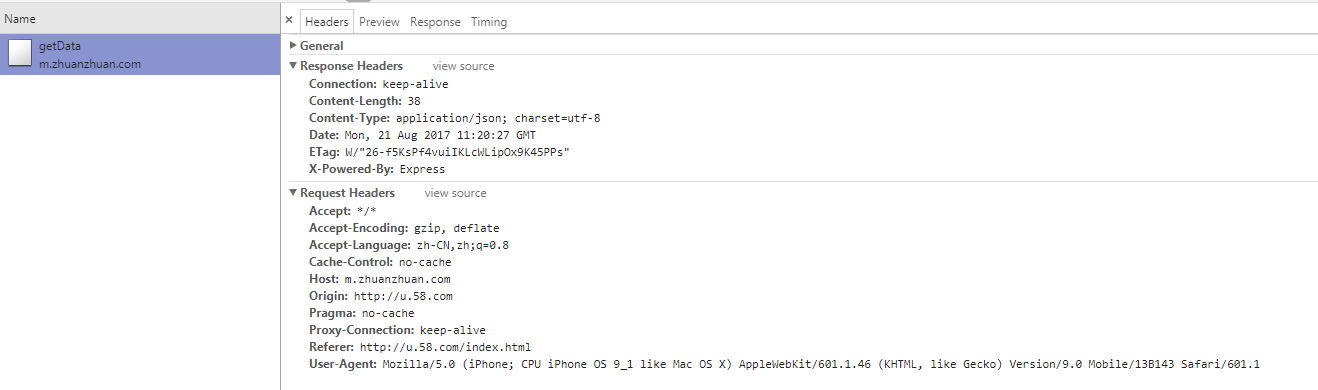 Name
× Headers Preview Response Timing
getData
m.zhuanzhuan.com
General
Response Headers view source
Connection: keep-alive
Content-Length: 38
Content-Type: application/json; charset=utf-8
Date: Mon, 21 Aug 2017 11:20:27 GMT
ETag: W/"26-f5KsPf4vuiIKLcWLipOx9K45PPs"
X-Powered-By: Express
Request Headers view source
Accept: */*
Accept-Encoding: gzip, deflate
Accept-Language: zh-CN,zh;q=0.8
Cache-Control: no-cache
Host: m.zhuanzhuan.com
Origin: http://u.58.com
Pragma: no-cache
Proxy-Connection: keep-alive
Referer: http://u.58.com/index.html
User-Agent: Mozilla/5.0 (iPhone; CPU iPhone OS 9_1 like Mac OS X) AppleWebKit/601.1.46 (KHTML, like Gecko) Version/9.0 Mobile/13B143 Safari/601.1